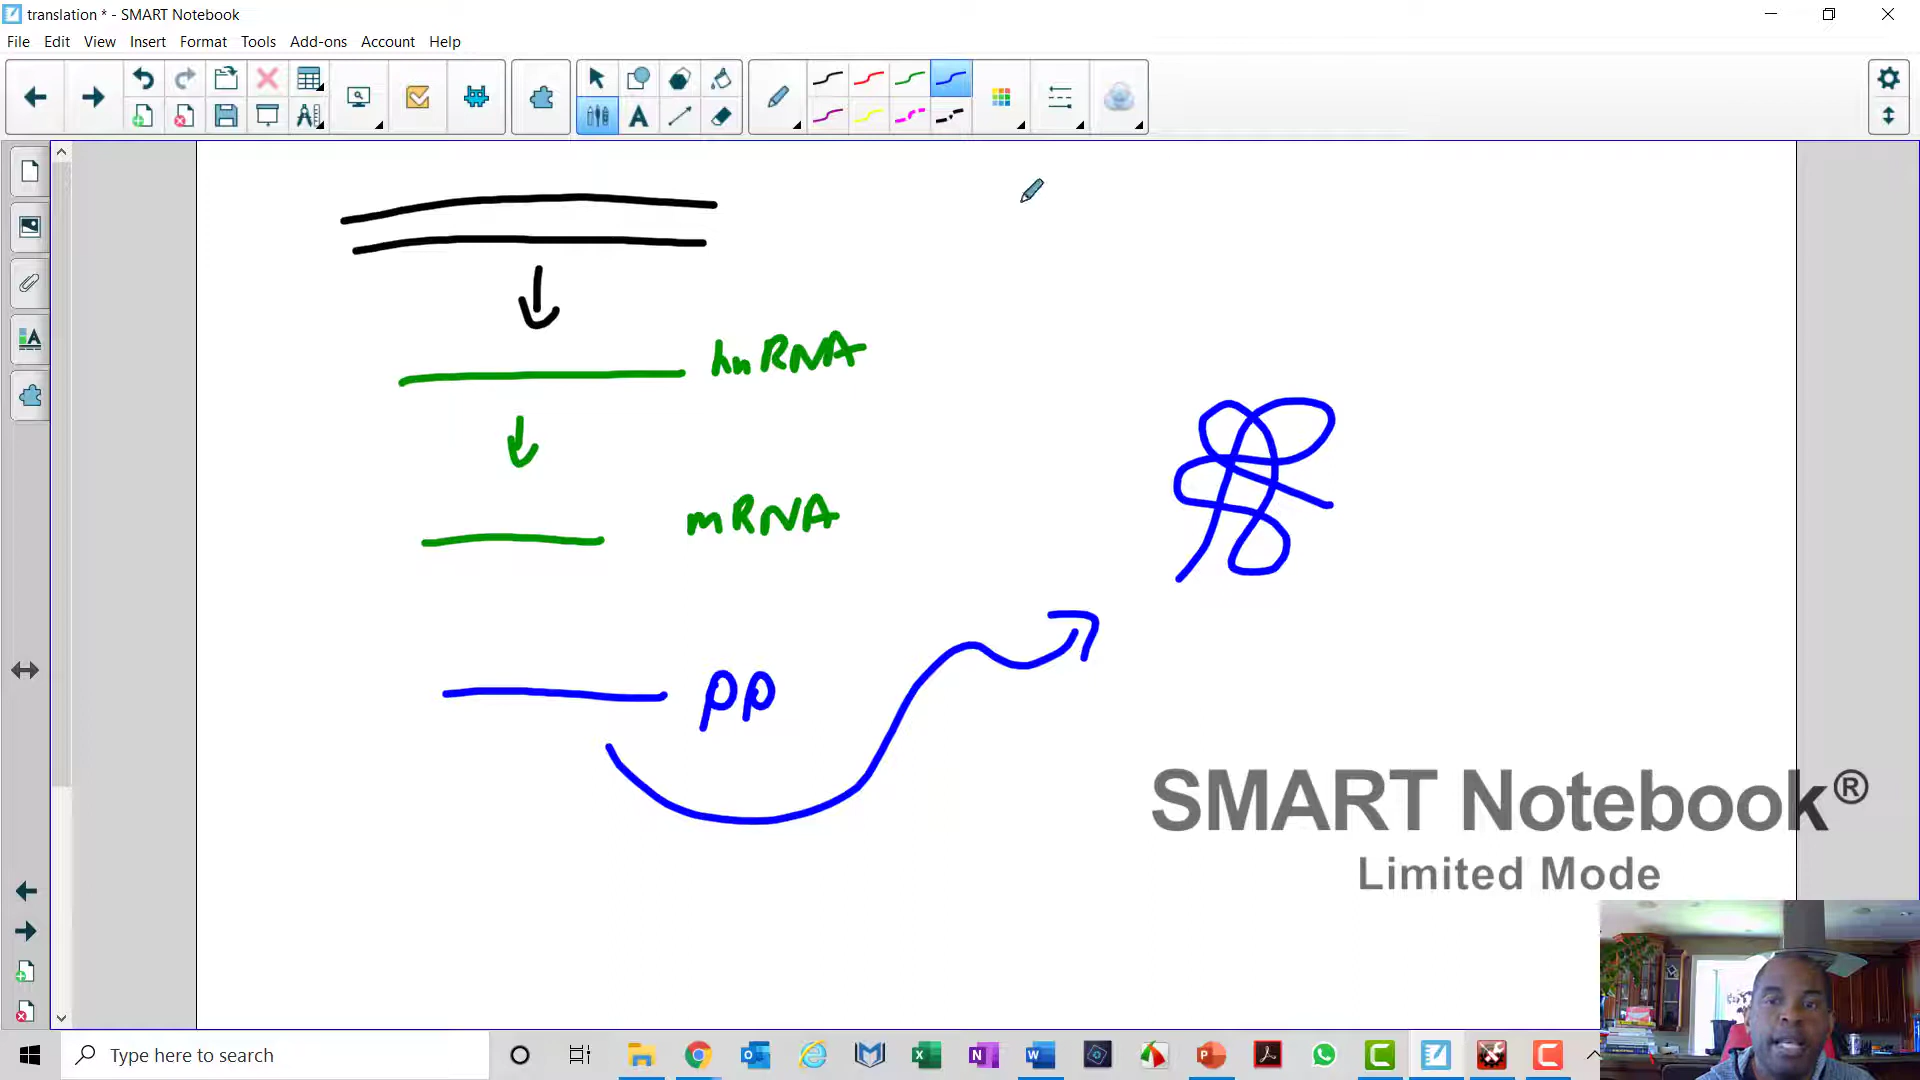 translation * - SMART Notebook
File Edit View Insert Format Tools Add-ons Account Help
hnRNA
mRNA
pp
SMART Notebook®
Limited Mode
Type here to search